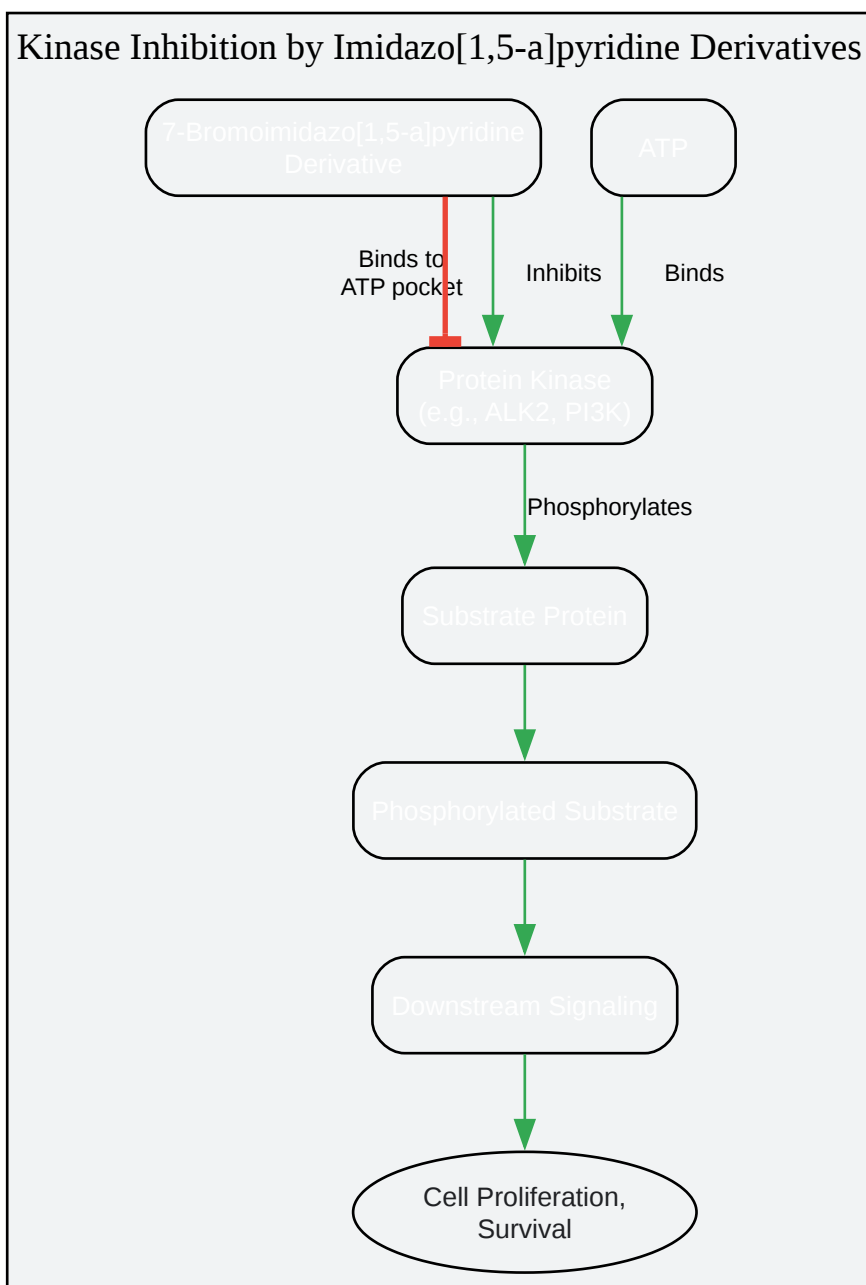 Kinase Inhibition by Imidazo[1,5-a]pyridine Derivatives
7-Bromoimidazo[1,5-a]pyridine
Derivative
ATP
Binds to
ATP pocket
Inhibits
Binds
Protein Kinase
(e.g., ALK2, PI3K)
Phosphorylates
Substrate Protein
Phosphorylated Substrate
Downstream Signaling
Cell Proliferation,
Survival